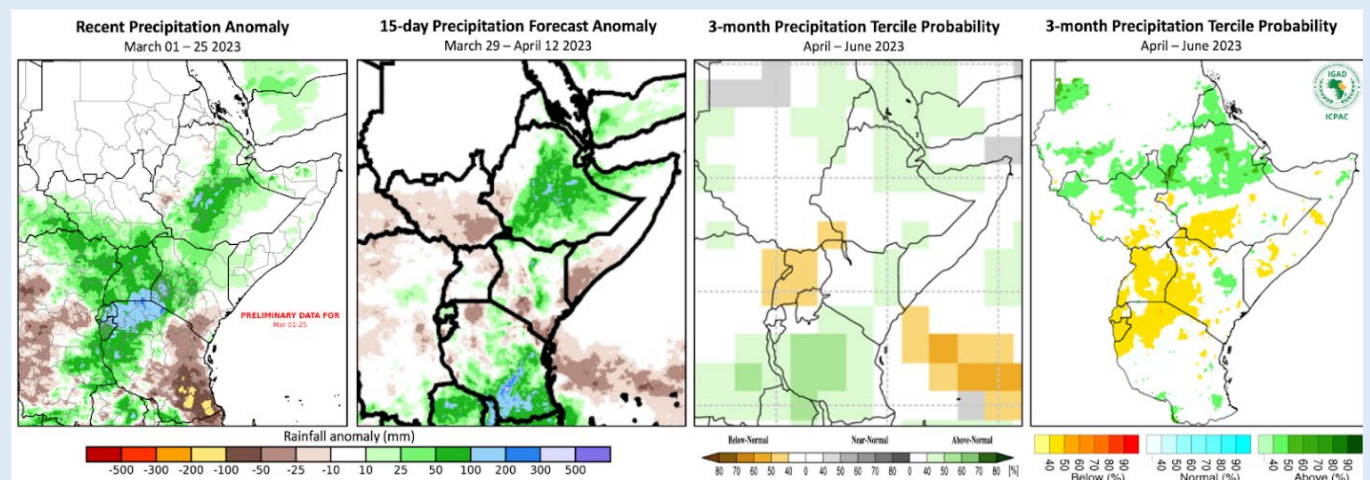 Recent Precipitation Anomaly
March 01 – 25 2023
15-day Precipitation Forecast Anomaly
March 29 – April 12 2023
3-month Precipitation Tercile Probability
April – June 2023
3-month Precipitation Tercile Probability
April – June 2023
IGAD
ICPAC
PRELIMINARY DATA FOR
Mar 01-25
Rainfall anomaly (mm)
-500 -300 -200 -100 -50 -25 -10 10 25 50 100 200 300 500
Below-Normal Near-Normal Above-Normal
80 70 60 50 40 0 40 50 60 70 80 0 40 50 60 70 80 [%]
40 50 60 70 80 90
Below (%)
40 50 60 70 80 90
Normal (%)
40 50 60 70 80 90
Above (%)